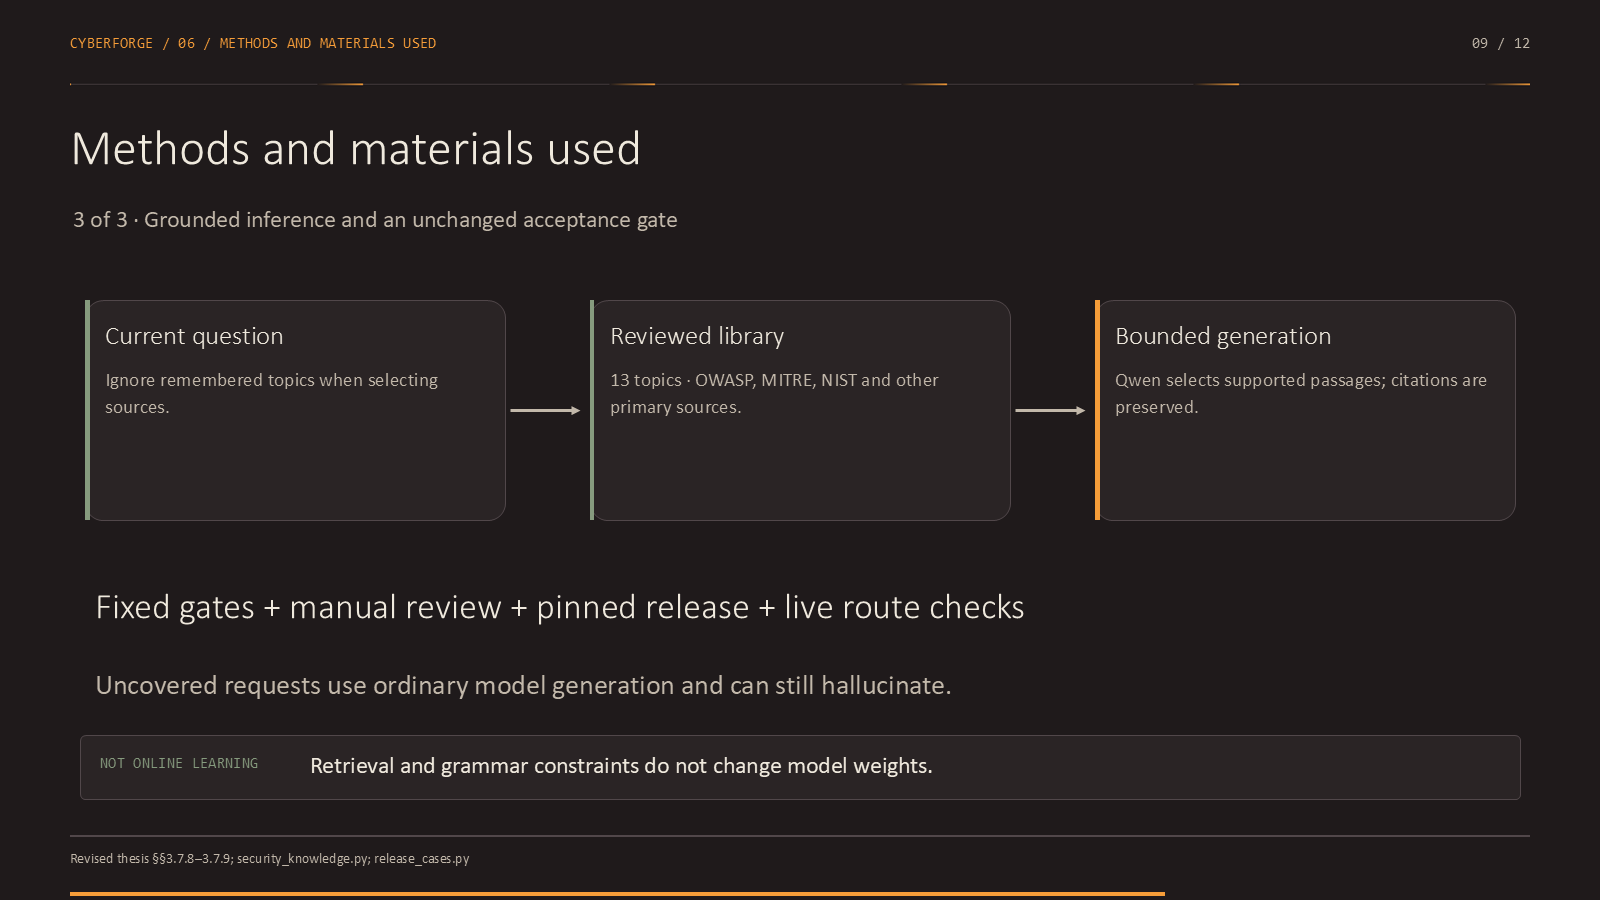 CYBERFORGE / 06 / METHODS AND MATERIALS USED
09 / 12
Methods and materials used
3 of 3 · Grounded inference and an unchanged acceptance gate
Current question
Ignore remembered topics when selecting
sources.
Reviewed library
13 topics · OWASP, MITRE, NIST and other
primary sources.
Bounded generation
Qwen selects supported passages; citations are
preserved.
Fixed gates + manual review + pinned release + live route checks
Uncovered requests use ordinary model generation and can still hallucinate.
NOT ONLINE LEARNING
Retrieval and grammar constraints do not change model weights.
Revised thesis §§3.7.8–3.7.9; security_knowledge.py; release_cases.py